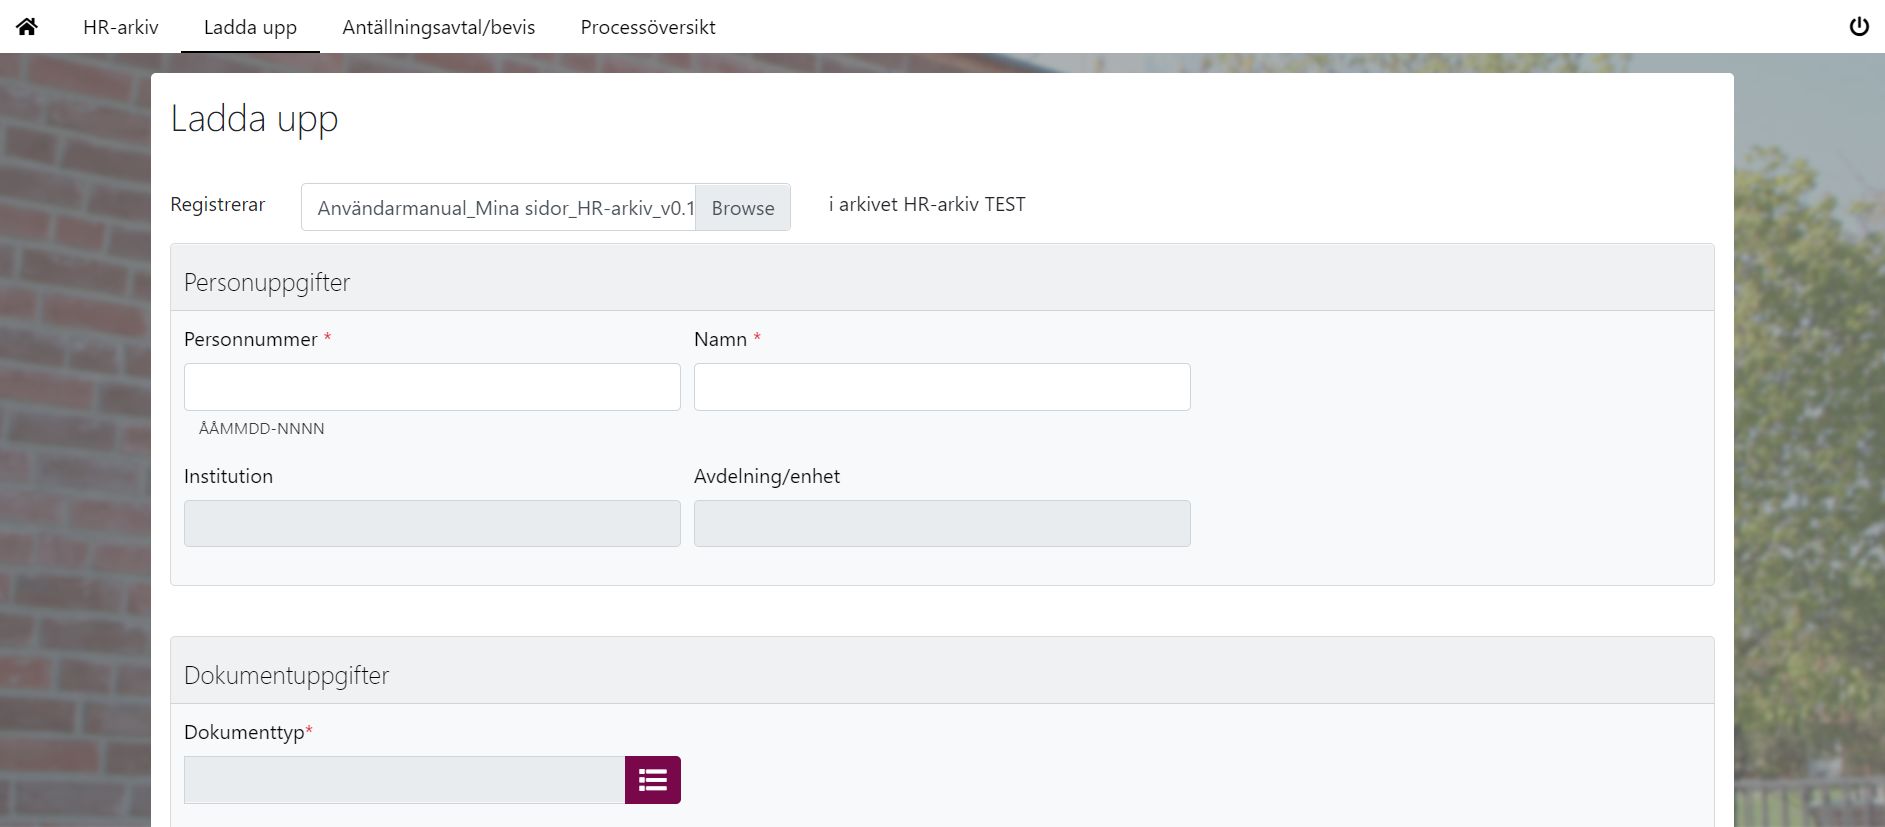 HR-arkiv Ladda upp Antällningsavtal/bevis Processöversikt
Ladda upp
Registrerar Användarmanual_Mina sidor_HR-arkiv_v0.1 Browse i arkivet HR-arkiv TEST
Personuppgifter
Personnummer * Namn *
ÅÅMMDD-NNNN
Institution Avdelning/enhet
Dokumentuppgifter
Dokumenttyp*